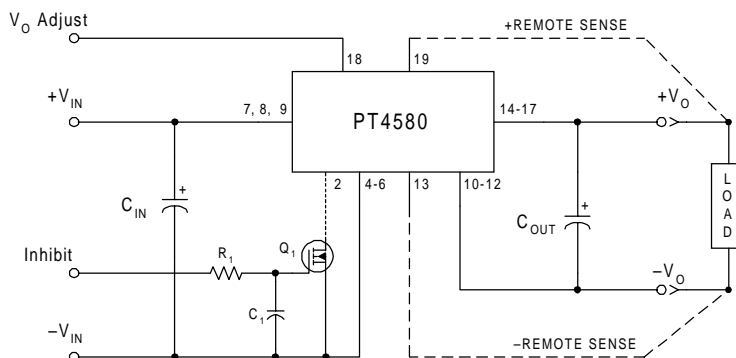 V_O Adjust
+REMOTE SENSE
18
19
+V_IN
7, 8, 9
PT4580
14-17
+V_O
2
4-6
13
10-12
C_IN
+
C_OUT
+
LOAD
Q_1
Inhibit
R_1
C_1
–V_O
–V_IN
–REMOTE SENSE